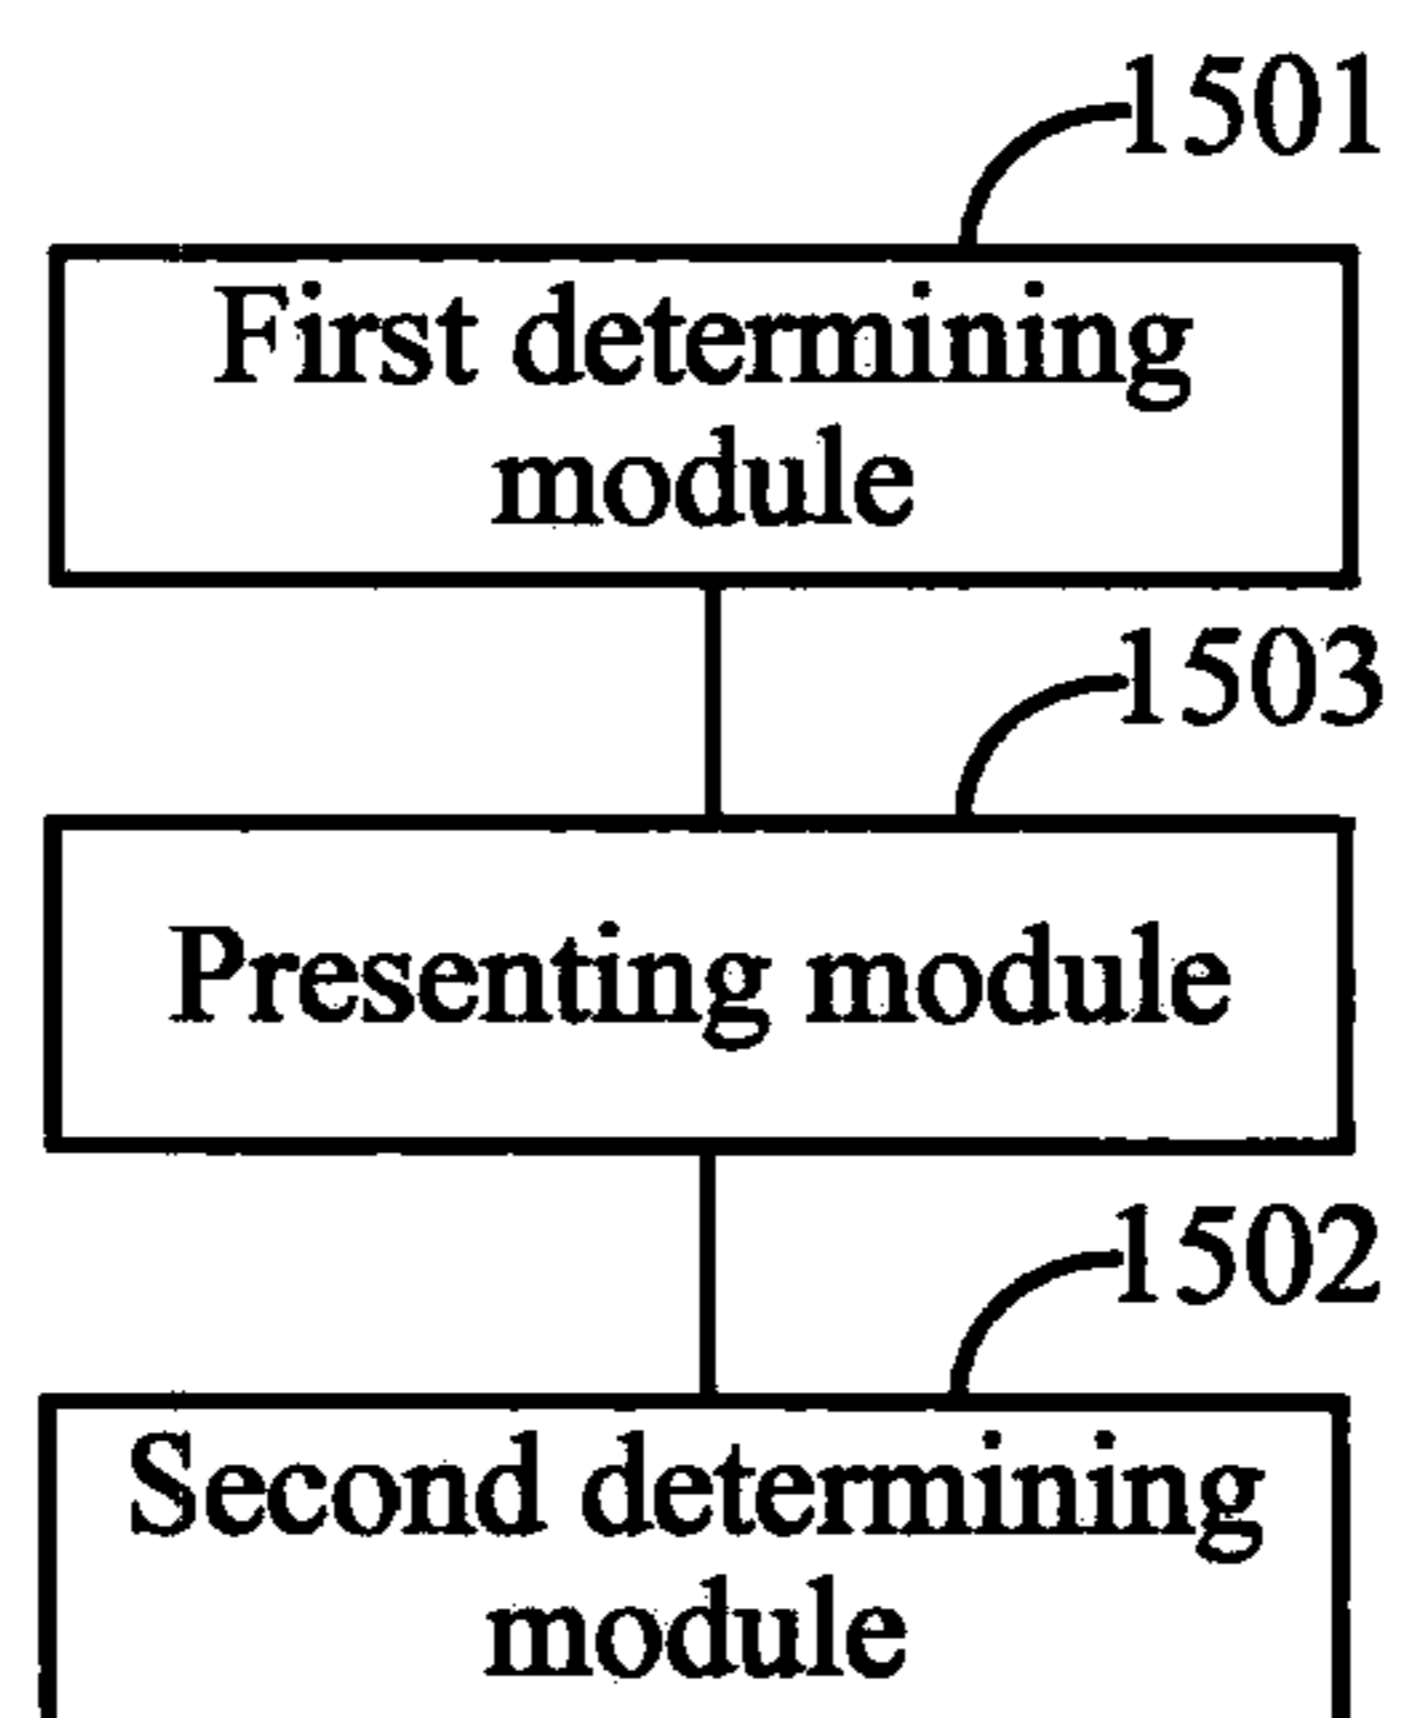 1501
First determining
module
1503
Presenting module
1502
Second determining
module